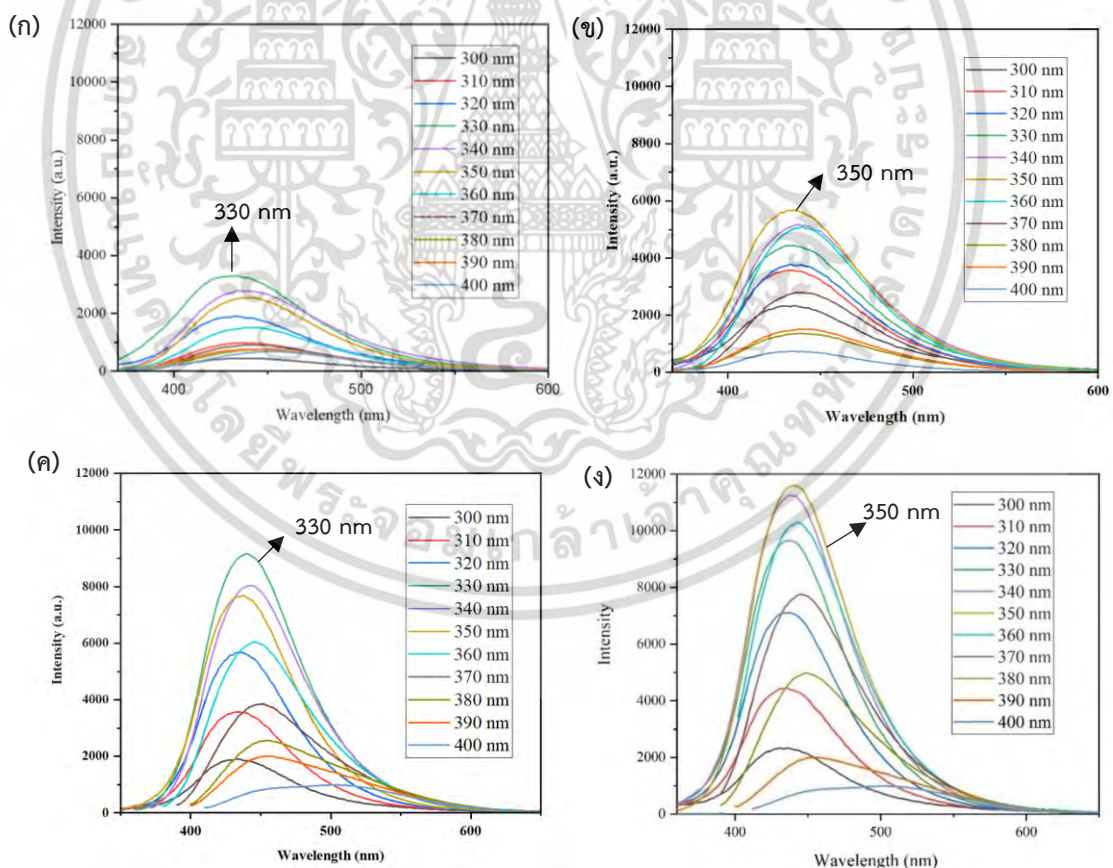 (ก)
12000
10000
8000
6000
4000
2000
0
Intensity (a.u.)
330 nm
300 nm
310 nm
320 nm
330 nm
340 nm
350 nm
360 nm
370 nm
380 nm
390 nm
400 nm
400
500
600
Wavelength (nm)
(ข)
12000
10000
8000
6000
4000
2000
0
Intensity (a.u.)
350 nm
300 nm
310 nm
320 nm
330 nm
340 nm
350 nm
360 nm
370 nm
380 nm
390 nm
400 nm
400
500
600
Wavelength (nm)
(ค)
12000
10000
8000
6000
4000
2000
0
Intensity (a.u.)
330 nm
300 nm
310 nm
320 nm
330 nm
340 nm
350 nm
360 nm
370 nm
380 nm
390 nm
400 nm
400
500
600
Wavelength (nm)
(ง)
12000
10000
8000
6000
4000
2000
0
Intensity
350 nm
300 nm
310 nm
320 nm
330 nm
340 nm
350 nm
360 nm
370 nm
380 nm
390 nm
400 nm
400
500
600
Wavelength (nm)